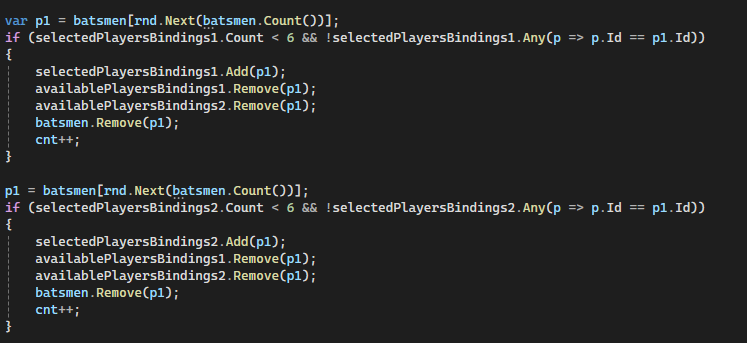 var p1 = batsmen[rnd.Next(batsmen.Count())];
if (selectedPlayersBindings1.Count < 6 && !selectedPlayersBindings1.Any(p => p.Id == p1.Id))
{
    selectedPlayersBindings1.Add(p1);
    availablePlayersBindings1.Remove(p1);
    availablePlayersBindings2.Remove(p1);
    batsmen.Remove(p1);
    cnt++;
}

p1 = batsmen[rnd.Next(batsmen.Count())];
if (selectedPlayersBindings2.Count < 6 && !selectedPlayersBindings2.Any(p => p.Id == p1.Id))
{
    selectedPlayersBindings2.Add(p1);
    availablePlayersBindings1.Remove(p1);
    availablePlayersBindings2.Remove(p1);
    batsmen.Remove(p1);
    cnt++;
}